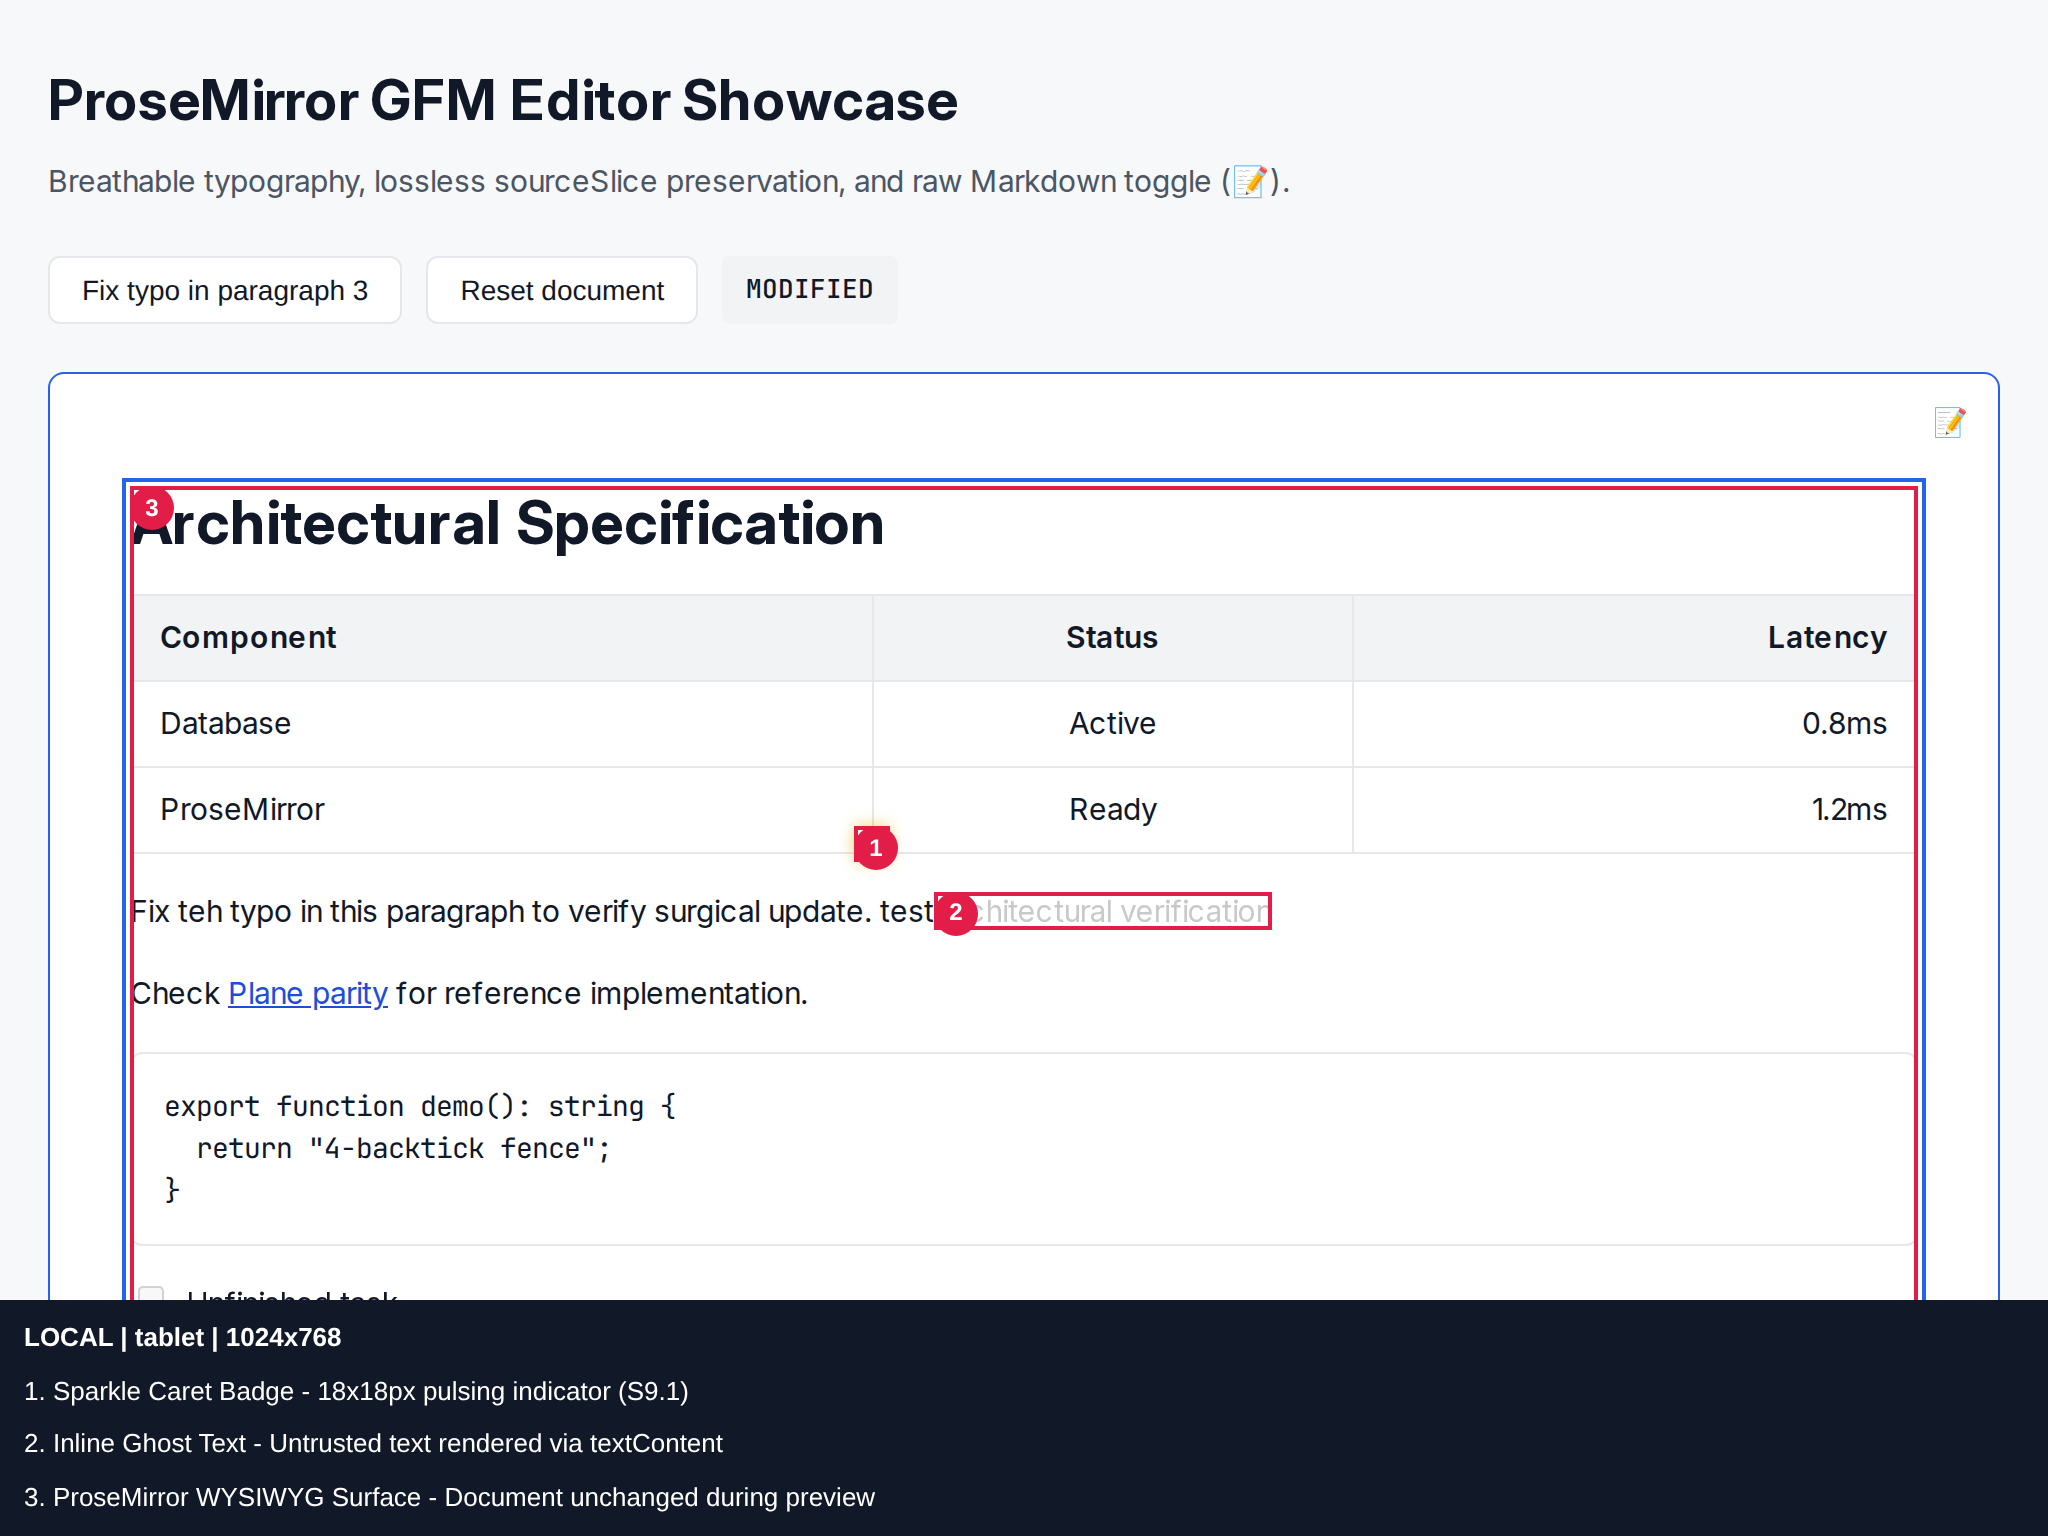 ProseMirror GFM Editor Showcase
Breathable typography, lossless sourceSlice preservation, and raw Markdown toggle (📝).
Fix typo in paragraph 3
Reset document
MODIFIED
📝
3
Architectural Specification
Component Status Latency
Database Active 0.8ms
ProseMirror Ready 1.2ms
1
Fix teh typo in this paragraph to verify surgical update. test 2 chitectural verification
Check Plane parity for reference implementation.
export function demo(): string {
  return "4-backtick fence";
}
Unfinished task
LOCAL | tablet | 1024x768
1. Sparkle Caret Badge - 18x18px pulsing indicator (S9.1)
2. Inline Ghost Text - Untrusted text rendered via textContent
3. ProseMirror WYSIWYG Surface - Document unchanged during preview